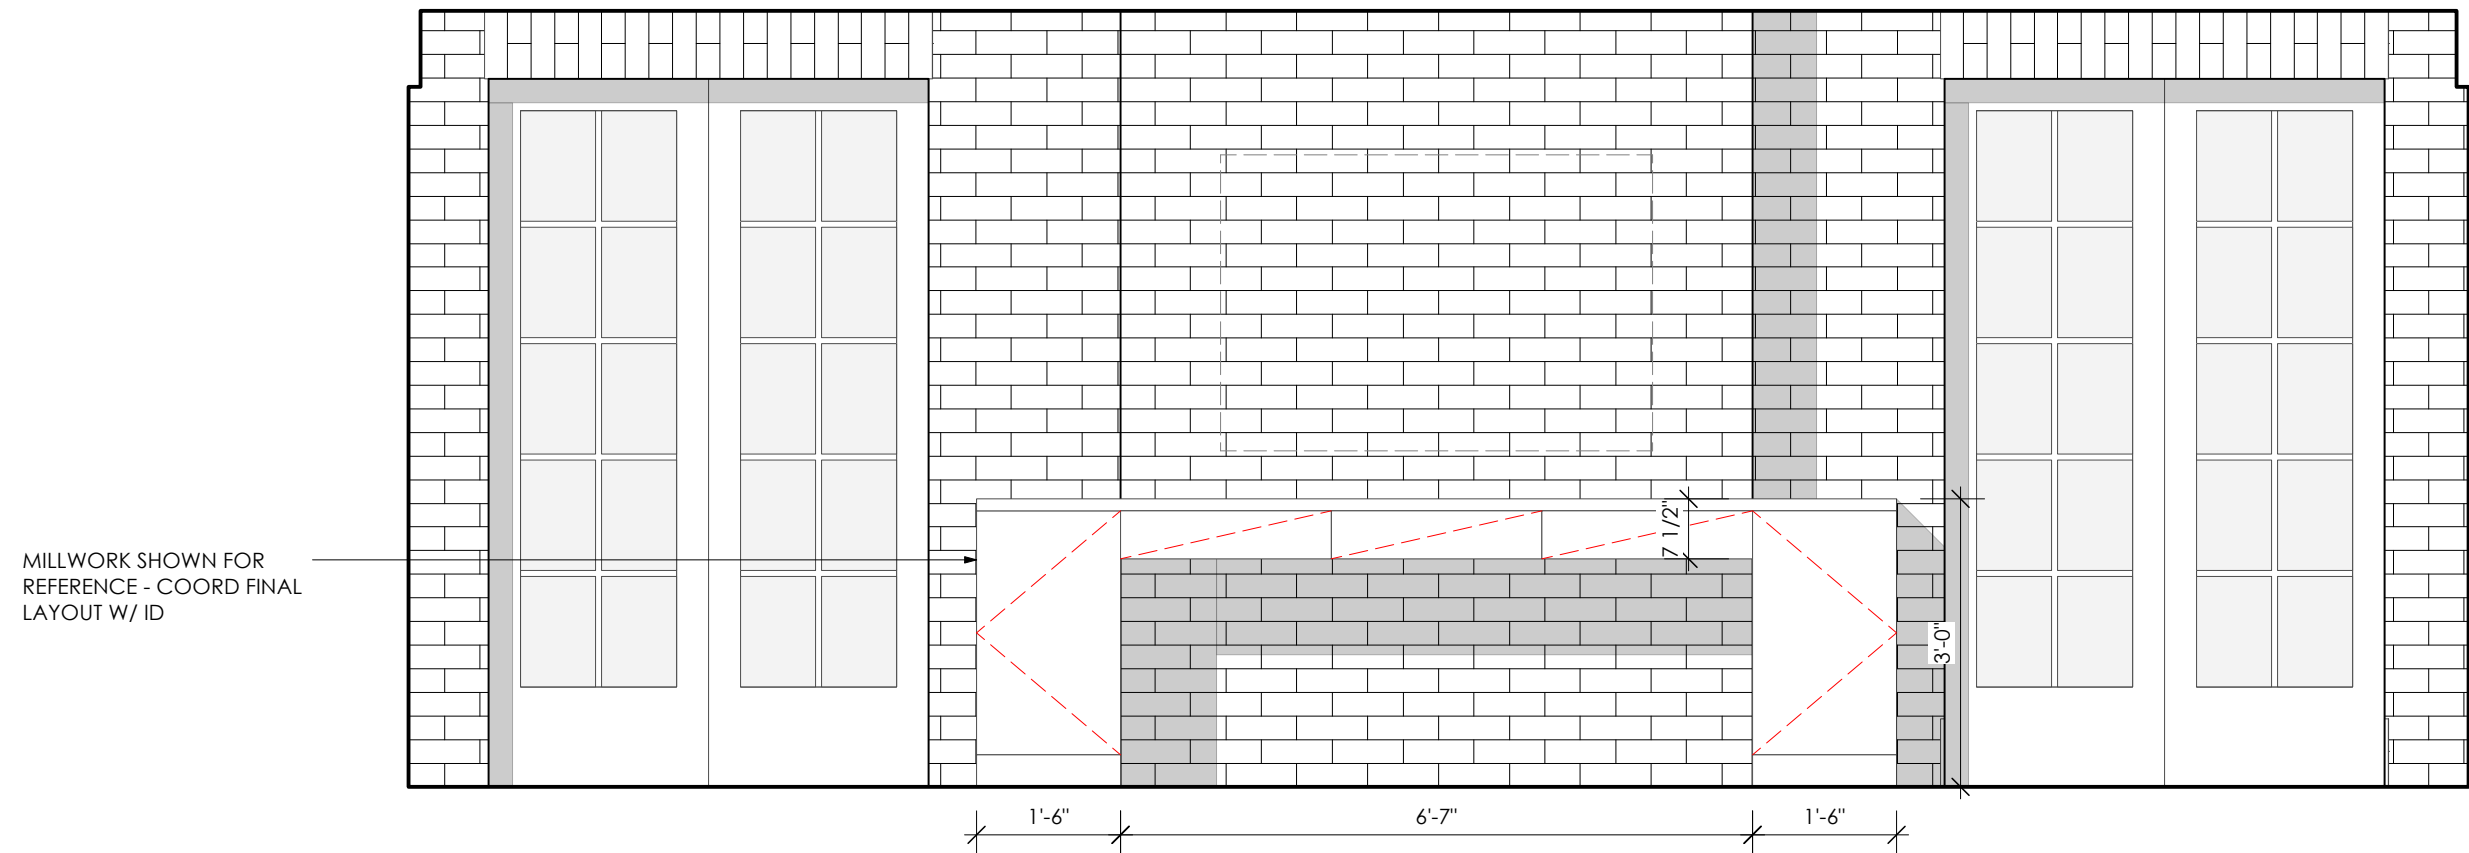 7 1/2"
MILLWORK SHOWN FOR
REFERENCE - COORD FINAL
LAYOUT W/ ID
3'-0"
1'-6"
6'-7"
1'-6"